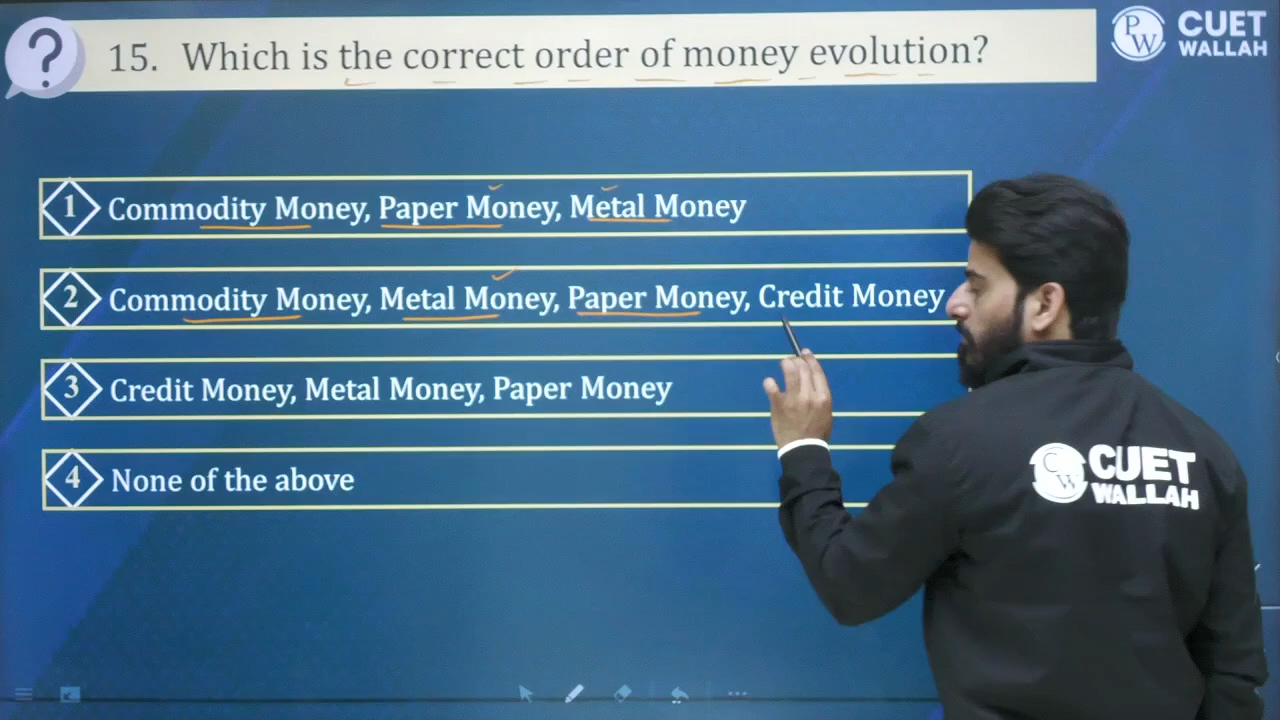 ?
15. Which is the correct order of money evolution?
PW
CUET
WALLAH
1 Commodity Money, Paper Money, Metal Money
2 Commodity Money, Metal Money, Paper Money, Credit Money
3 Credit Money, Metal Money, Paper Money
4 None of the above
CW
CUET
WALLAH